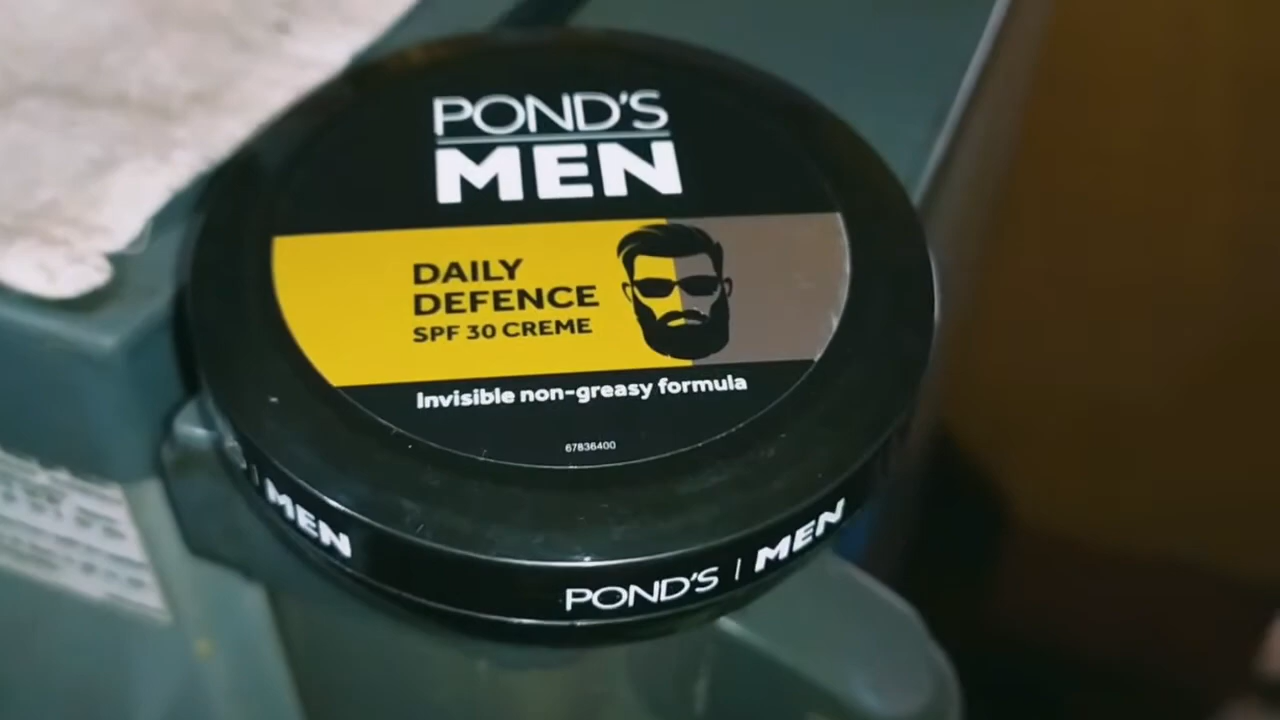 POND'S
MEN
DAILY
DEFENCE
SPF 30 CREME
Invisible non-greasy formula
67836400
MEN
POND'S | MEN